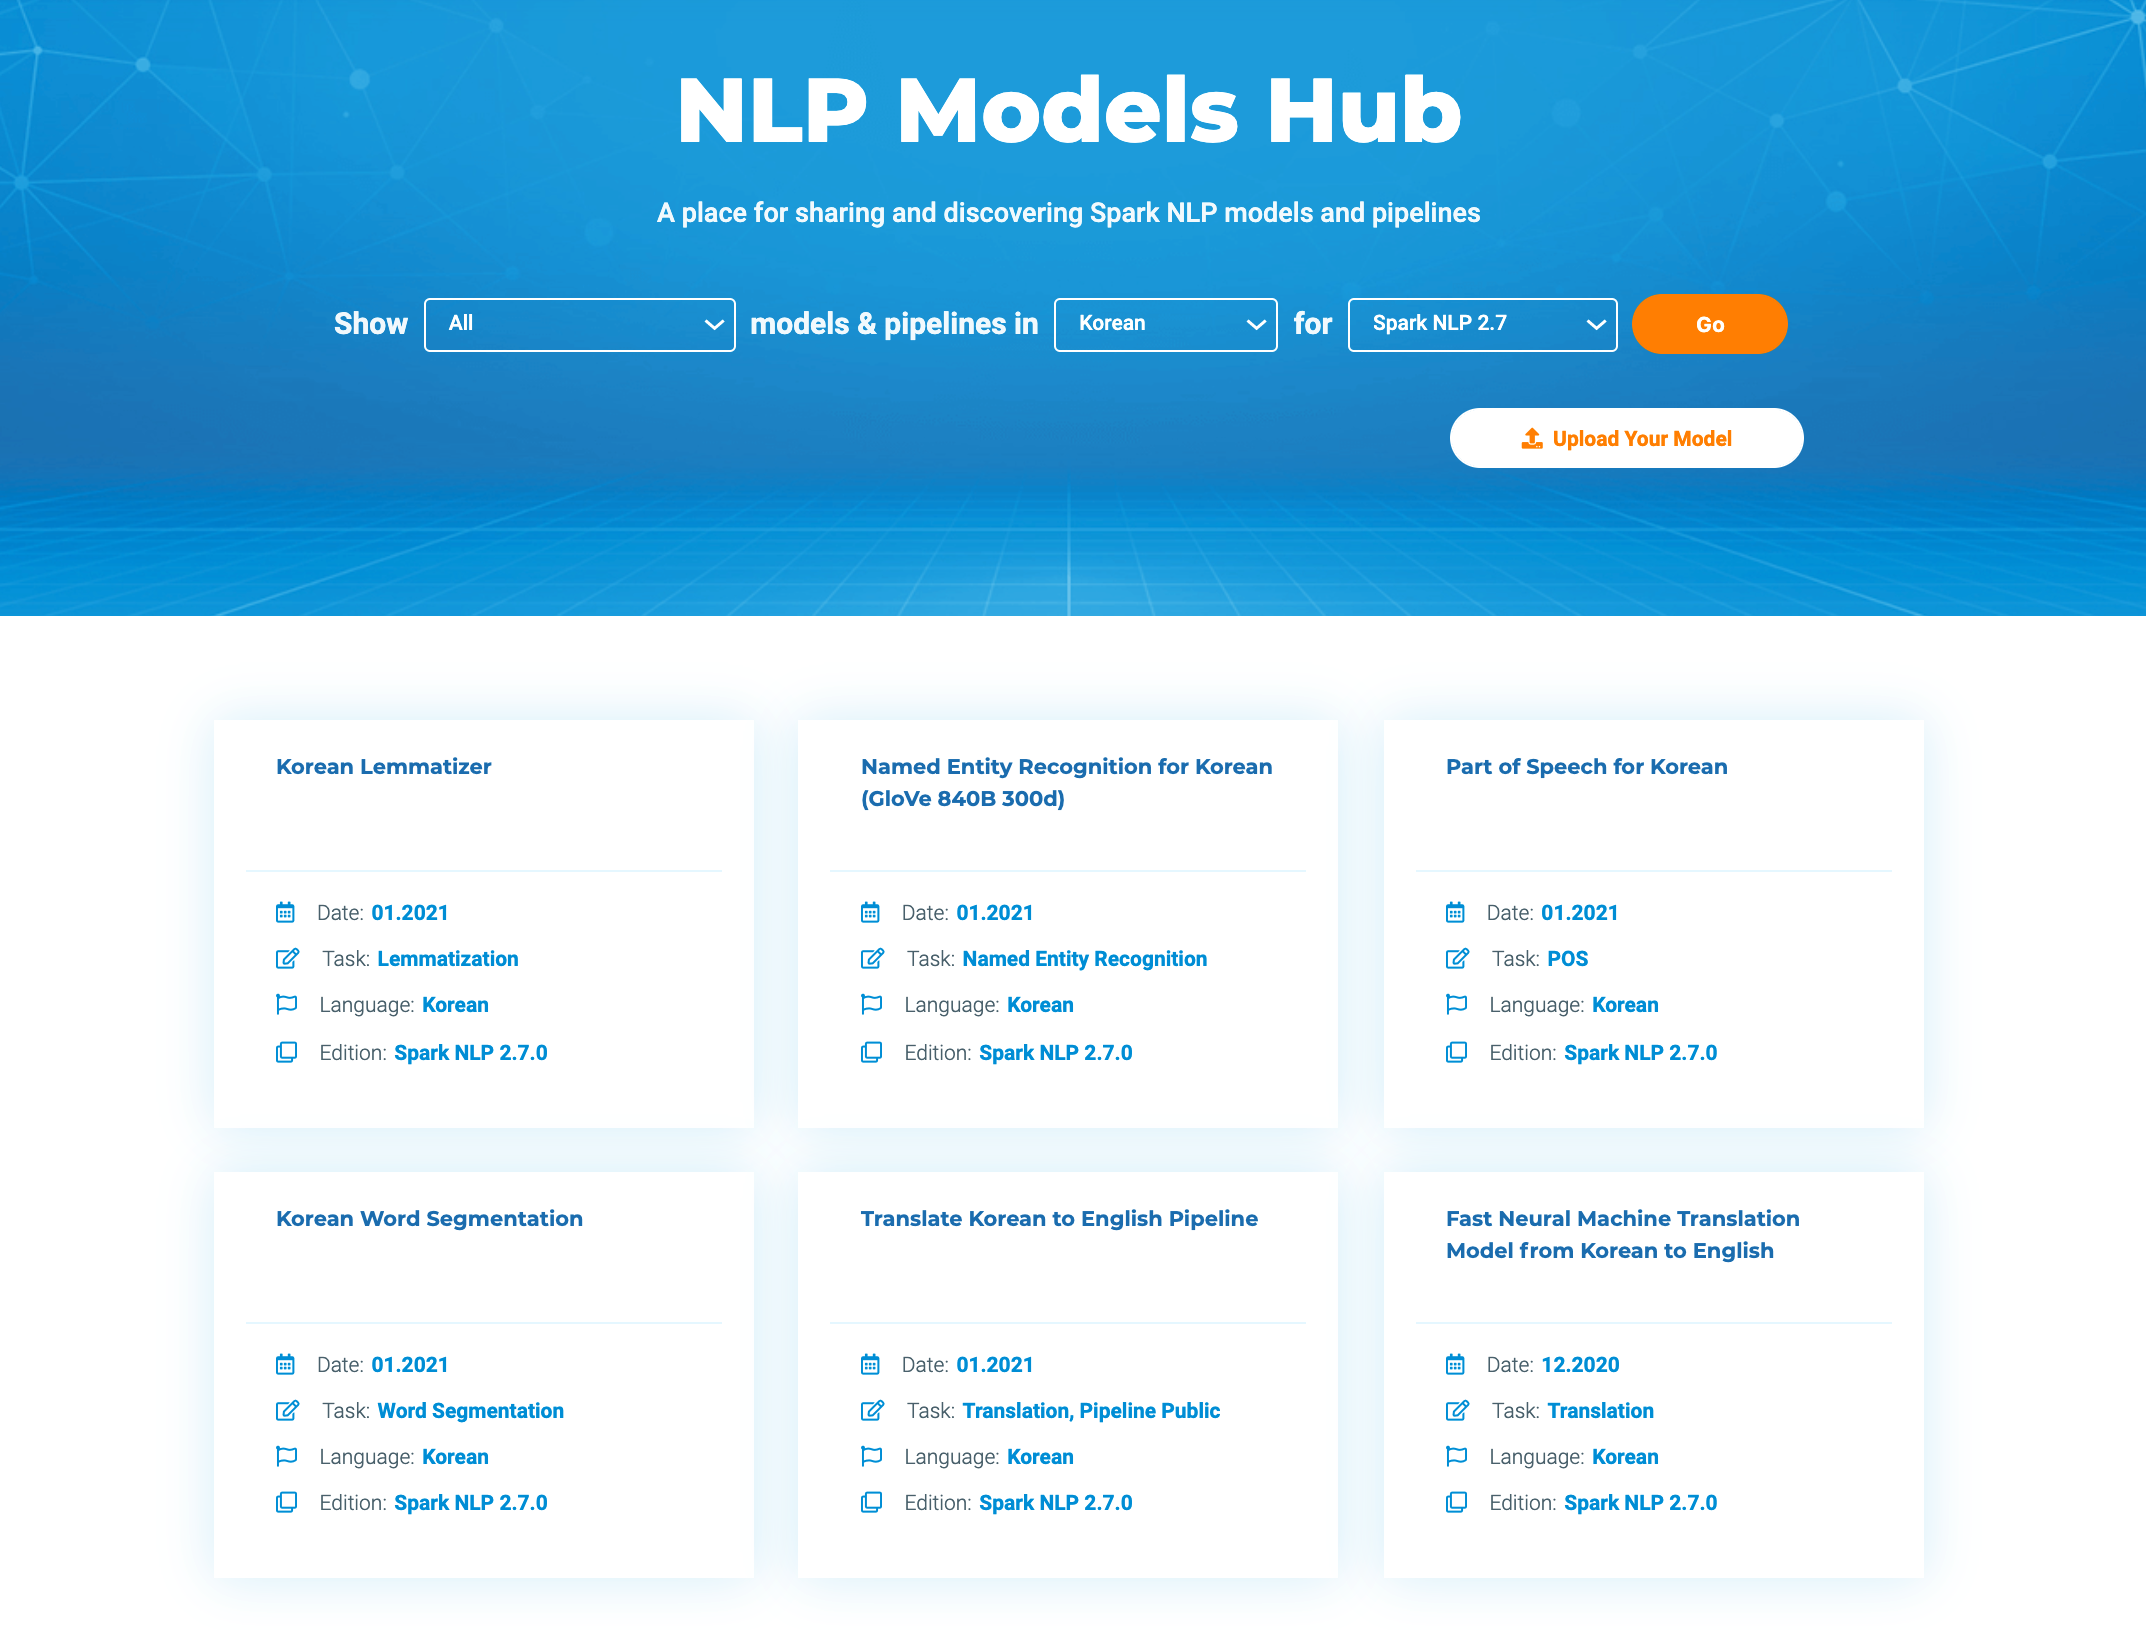 NLP Models Hub
A place for sharing and discovering Spark NLP models and pipelines
Show All models & pipelines in Korean for Spark NLP 2.7 Go
Upload Your Model
Korean Lemmatizer
Date: 01.2021
Task: Lemmatization
Language: Korean
Edition: Spark NLP 2.7.0
Named Entity Recognition for Korean
(GloVe 840B 300d)
Date: 01.2021
Task: Named Entity Recognition
Language: Korean
Edition: Spark NLP 2.7.0
Part of Speech for Korean
Date: 01.2021
Task: POS
Language: Korean
Edition: Spark NLP 2.7.0
Korean Word Segmentation
Date: 01.2021
Task: Word Segmentation
Language: Korean
Edition: Spark NLP 2.7.0
Translate Korean to English Pipeline
Date: 01.2021
Task: Translation, Pipeline Public
Language: Korean
Edition: Spark NLP 2.7.0
Fast Neural Machine Translation
Model from Korean to English
Date: 12.2020
Task: Translation
Language: Korean
Edition: Spark NLP 2.7.0